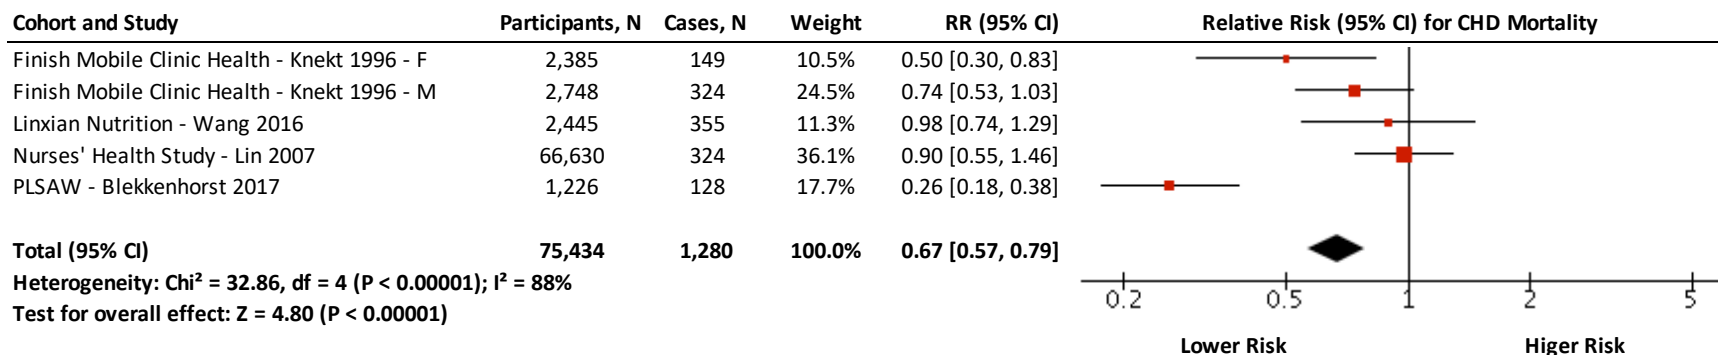 Cohort and Study Participants, N Cases, N Weight RR (95% CI) Relative Risk (95% CI) for CHD Mortality
Finish Mobile Clinic Health - Knekt 1996 - F 2,385 149 10.5% 0.50 [0.30, 0.83]
Finish Mobile Clinic Health - Knekt 1996 - M 2,748 324 24.5% 0.74 [0.53, 1.03]
Linxian Nutrition - Wang 2016 2,445 355 11.3% 0.98 [0.74, 1.29]
Nurses' Health Study - Lin 2007 66,630 324 36.1% 0.90 [0.55, 1.46]
PLSAW - Blekkenhorst 2017 1,226 128 17.7% 0.26 [0.18, 0.38]
Total (95% CI) 75,434 1,280 100.0% 0.67 [0.57, 0.79]
Heterogeneity: Chi² = 32.86, df = 4 (P < 0.00001); I² = 88%
0.2 0.5 1 2 5
Test for overall effect: Z = 4.80 (P < 0.00001)
Lower Risk Higer Risk